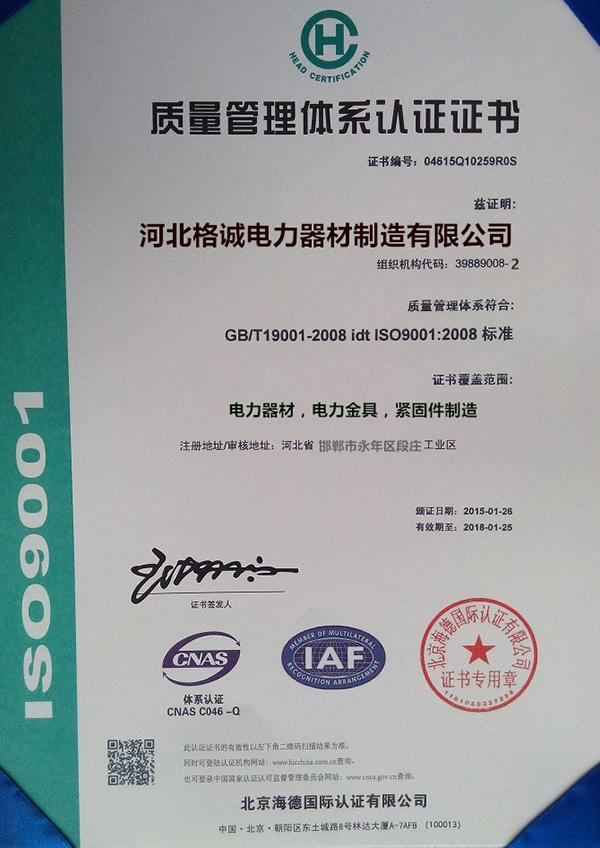 HC
HEAD CERTIFICATION
质量管理体系认证证书
证书编号：04615Q10259R0S
兹证明：
河北格诚电力器材制造有限公司
组织机构代码：39889008-2
质量管理体系符合：
GB/T19001-2008 idt ISO9001:2008 标准
证书覆盖范围：
电力器材，电力金具，紧固件制造
注册地址/审核地址：河北省 邯郸市永年区段庄 工业区
颁证日期：2015-01-26
有效期至：2018-01-25
ISO9001
证书签发人
CNAS
体系认证
CNAS C046 -Q
MEMBER OF MULTILATERAL
IAF
RECOGNITION ARRANGEMENT
北京海德国际认证有限公司
证书专用章
此认证证书的有效性以左下角二维码扫描结果为准。
同时可登陆认证机构网站：www.hicchina.com.cn查询。
也可登录中国国家认证认可监督管理委员会网站：www.cnca.gov.cn查询。
北京海德国际认证有限公司
中国·北京·朝阳区东土城路8号林达大厦A-7AFB （100013）